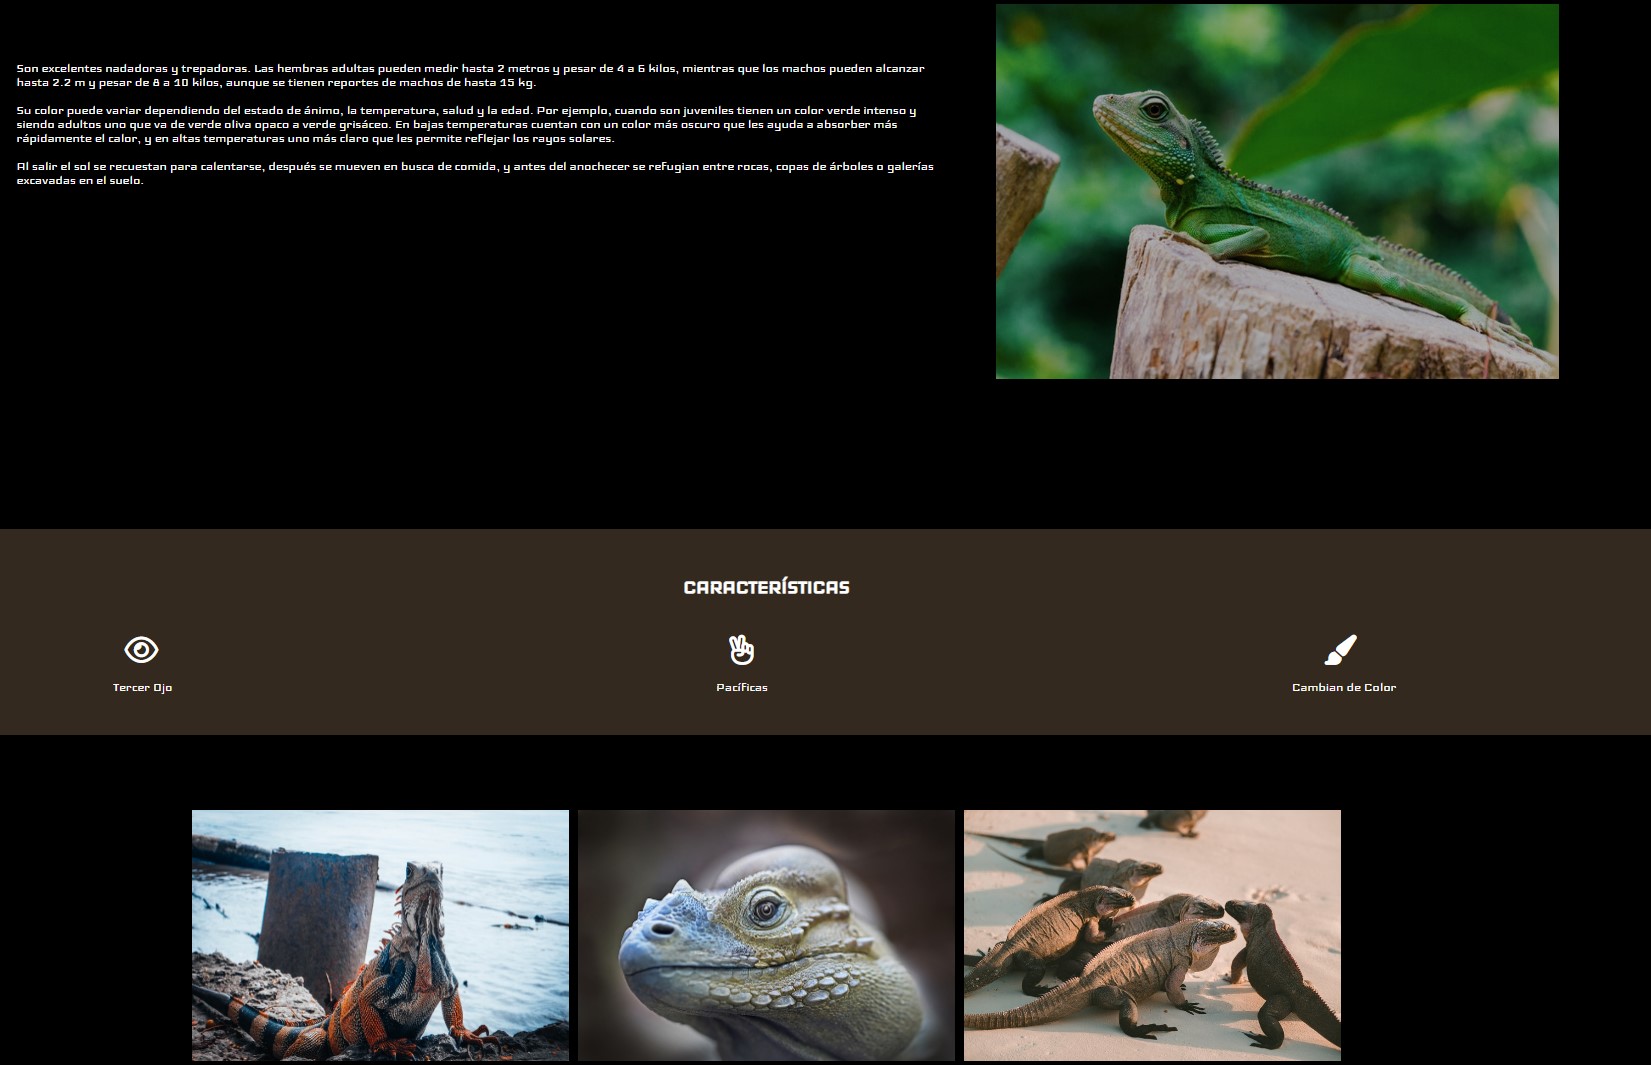 Son excelentes nadadoras y trepadoras. Las hembras adultas pueden medir hasta 2 metros y pesar de 4 a 6 kilos, mientras que los machos pueden alcanzar
hasta 2.2 m y pesar de 8 a 10 kilos, aunque se tienen reportes de machos de hasta 15 kg.
Su color puede variar dependiendo del estado de ánimo, la temperatura, salud y la edad. Por ejemplo, cuando son juveniles tienen un color verde intenso y
siendo adultos uno que va de verde oliva opaco a verde grisáceo. En bajas temperaturas cuentan con un color más oscuro que les ayuda a absorber más
rápidamente el calor, y en altas temperaturas uno más claro que les permite reflejar los rayos solares.
Al salir el sol se recuestan para calentarse, después se mueven en busca de comida, y antes del anochecer se refugian entre rocas, copas de árboles o galerías
excavadas en el suelo.
CARACTERÍSTICAS
Tercer Ojo
Pacíficas
Cambian de Color